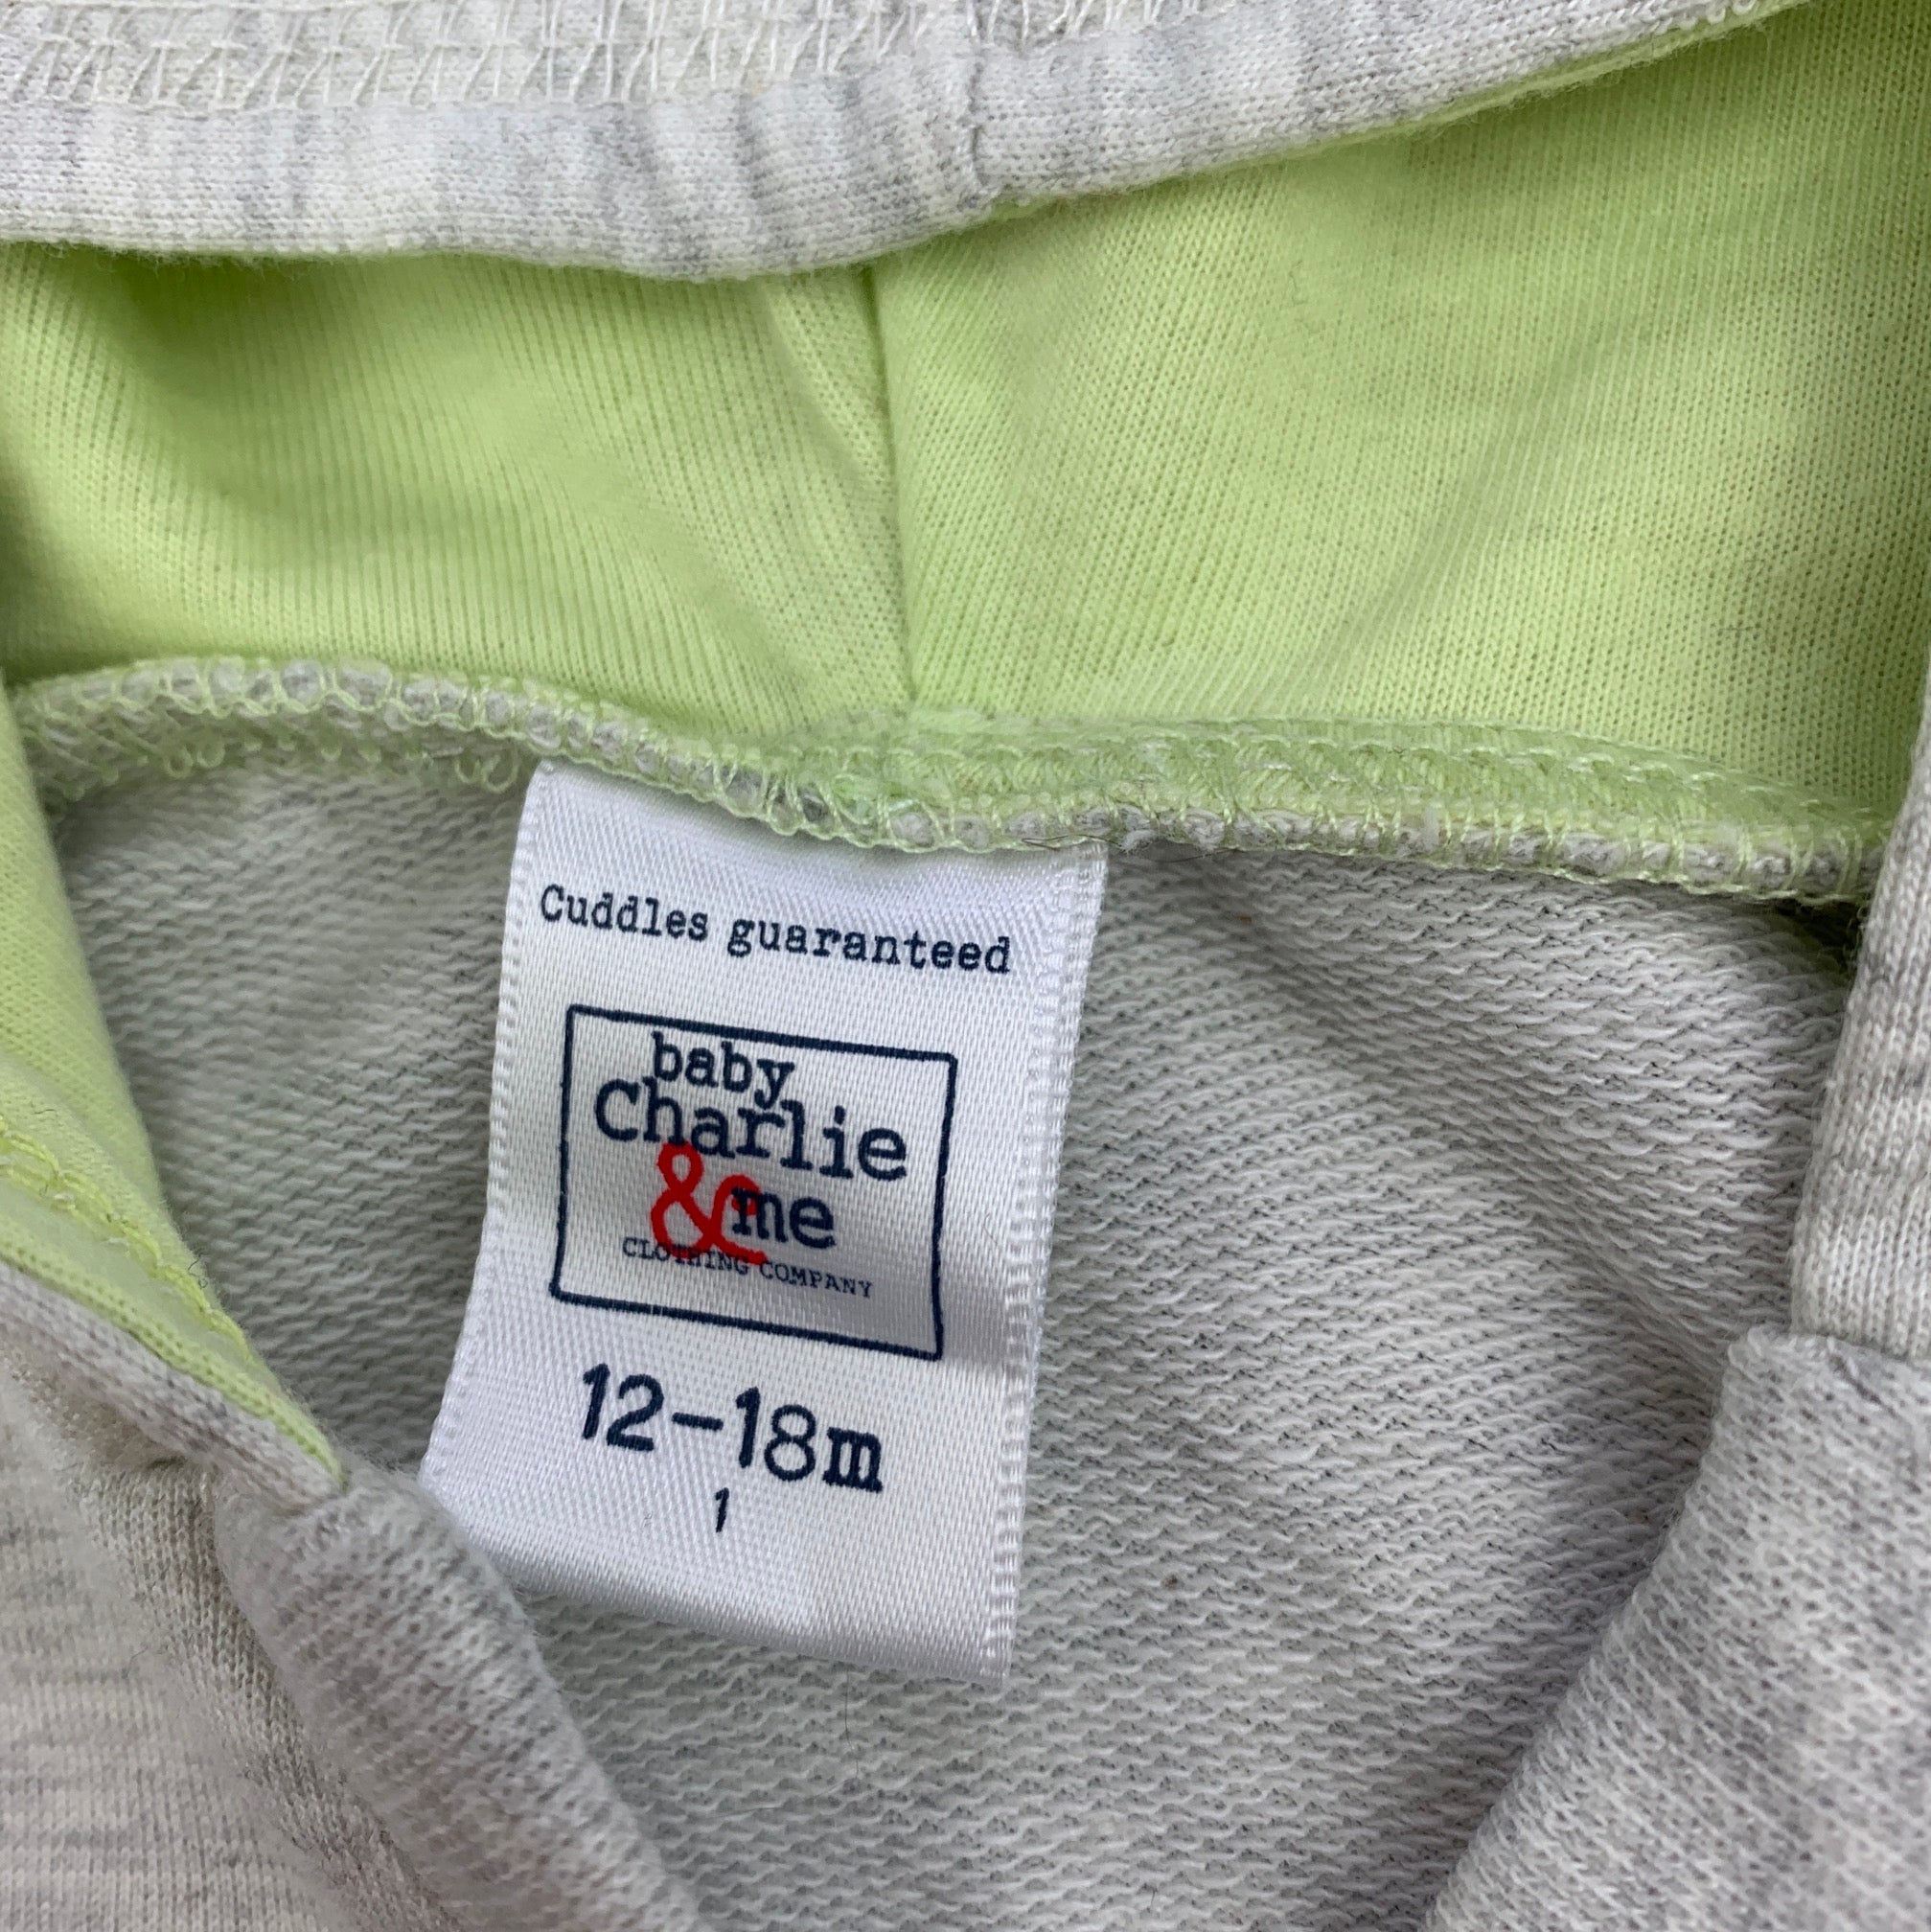 Cuddles guaranteed
baby
Charlie
& me
CLOTHING COMPANY
12-18m
1